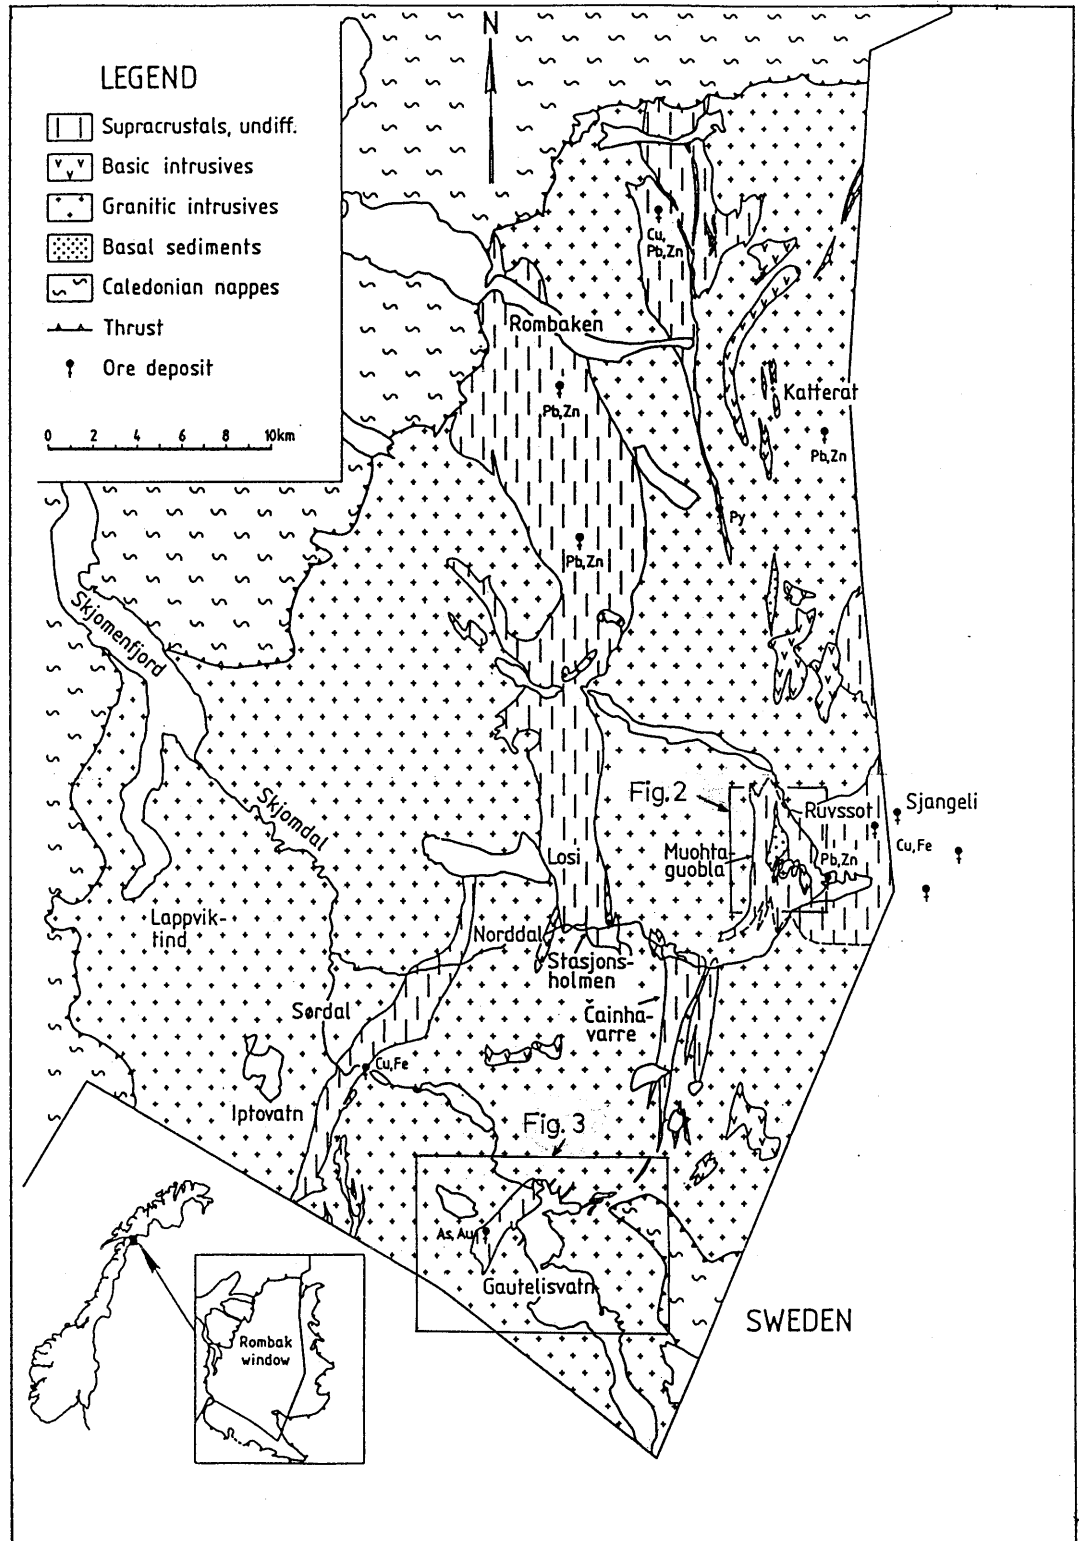 N
LEGEND
Supracrustals, undiff.
Basic intrusives
Granitic intrusives
Basal sediments
Caledonian nappes
Thrust
Ore deposit
0 2 4 6 8 10km
Cu,
Pb,Zn
Rombaken
Pb,Zn
Katterat
Pb,Zn
Py
Pb,Zn
Skjomenfjord
Skjomdal
Fig.2
Ruvssot
Sjangeli
Cu,Fe
Muohta-
guobla
Pb,Zn
Losi
Lappvik-
tind
Norddal
Stasjons-
holmen
Sørdal
Čainha-
varre
Cu,Fe
Iptovatn
Fig. 3
As,Au
Gautelisvatn
SWEDEN
Rombak
window